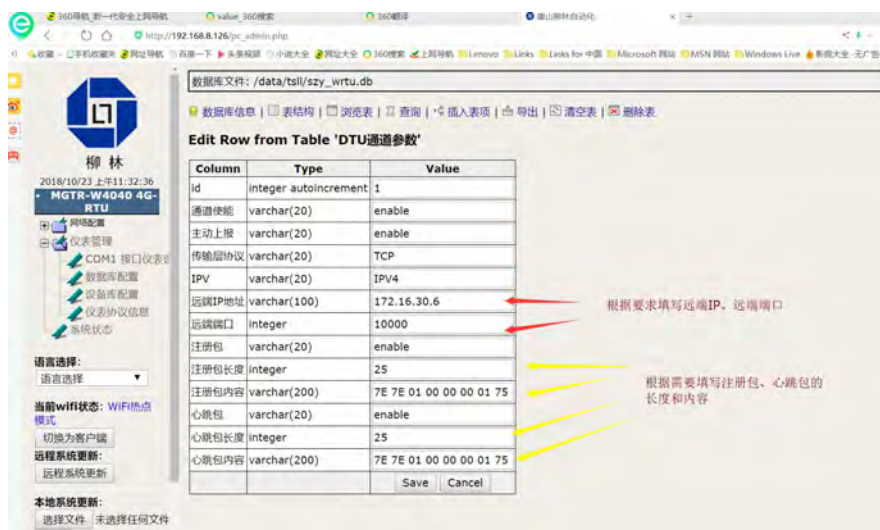 360导航_新一代安全上网导航
value_360搜索
360翻译
唐山柳林自动化
http://192.168.8.126/pc_admin.php
收藏
手机收藏夹
网址导航
百度一下
头条视频
小说大全
网址大全
360搜索
上网导航
Lenovo
Links
Links for 中国
Microsoft 网站
MSN 网站
Windows Live
影视大全
柳 林
2018/10/23 上午11:32:36
MGTR-W4040 4G-RTU
网络配置
仪表管理
COM1 接口仪表
数据库配置
设备库配置
仪表协议信息
系统状态
语言选择:
语言选择
当前wifi状态: WIFI热点模式
切换为客户端
远程系统更新:
远程系统更新
本地系统更新:
选择文件 未选择任何文件
数据库文件: /data/tsll/szy_wrtu.db
数据库信息 | 表结构 | 浏览表 | 查询 | 插入表项 | 导出 | 清空表 | 删除表
Edit Row from Table 'DTU通道参数'
Column Type Value
id integer autoincrement 1
通道使能 varchar(20) enable
主动上报 varchar(20) enable
传输层协议 varchar(20) TCP
IPV varchar(20) IPV4
远端IP地址 varchar(100) 172.16.30.6
远端端口 integer 10000
注册包 varchar(20) enable
注册包长度 integer 25
注册包内容 varchar(200) 7E 7E 01 00 00 00 01 75
心跳包 varchar(20) enable
心跳包长度 integer 25
心跳包内容 varchar(200) 7E 7E 01 00 00 00 01 75
Save Cancel
根据要求填写远端IP、远端端口
根据需要填写注册包、心跳包的
长度和内容